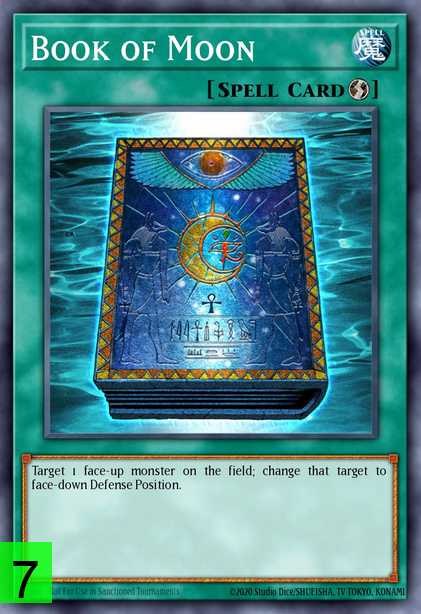 BOOK OF MOON
SPELL
魔
[SPELL CARD]
Target 1 face-up monster on the field; change that target to
face-down Defense Position.
7
For Use in Sanctioned Tournaments
©2020 Studio Dice/SHUEISHA, TV TOKYO, KONAMI